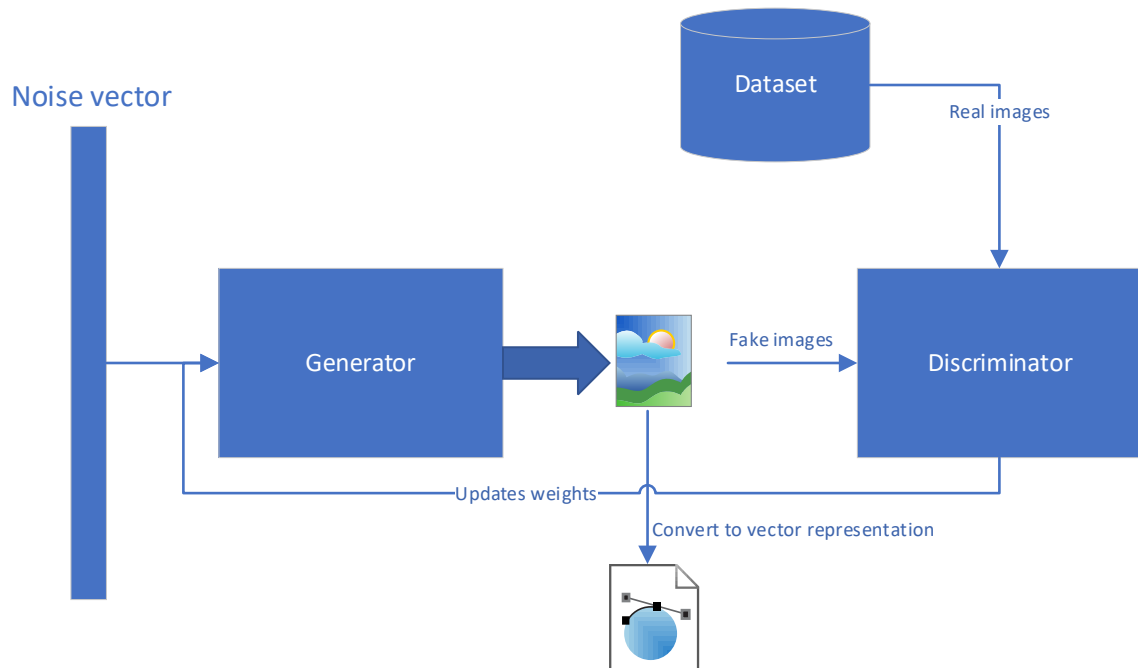 Dataset
Noise vector
Real images
Generator
Fake images
Discriminator
Updates weights
Convert to vector representation